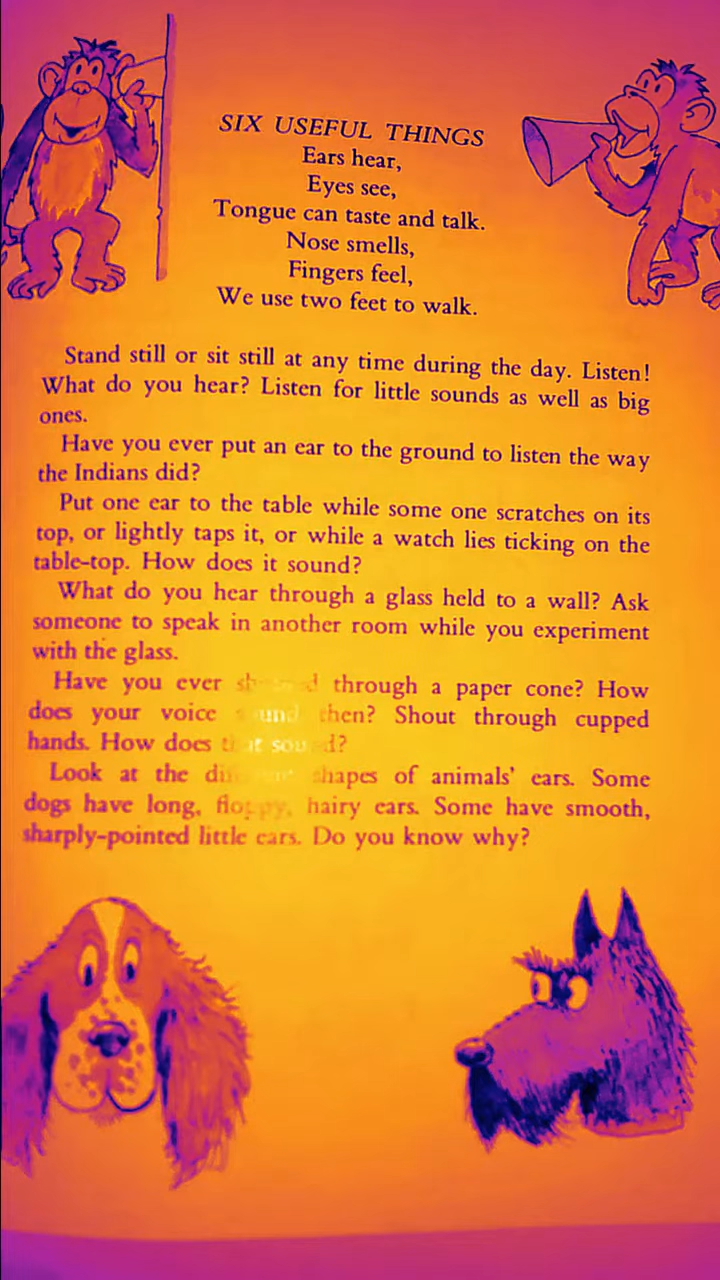 SIX USEFUL THINGS
Ears hear,
Eyes see,
Tongue can taste and talk.
Nose smells,
Fingers feel,
We use two feet to walk.
Stand still or sit still at any time during the day. Listen!
What do you hear? Listen for little sounds as well as big
ones.
Have you ever put an ear to the ground to listen the way
the Indians did?
Put one ear to the table while some one scratches on its
top, or lightly taps it, or while a watch lies ticking on the
table-top. How does it sound?
What do you hear through a glass held to a wall? Ask
someone to speak in another room while you experiment
with the glass.
Have you ever through a paper cone? How
does your voice sound then? Shout through cupped
hands. How does that sound?
Look at the different shapes of animals' ears. Some
dogs have long, floppy, hairy ears. Some have smooth,
sharply-pointed little ears. Do you know why?